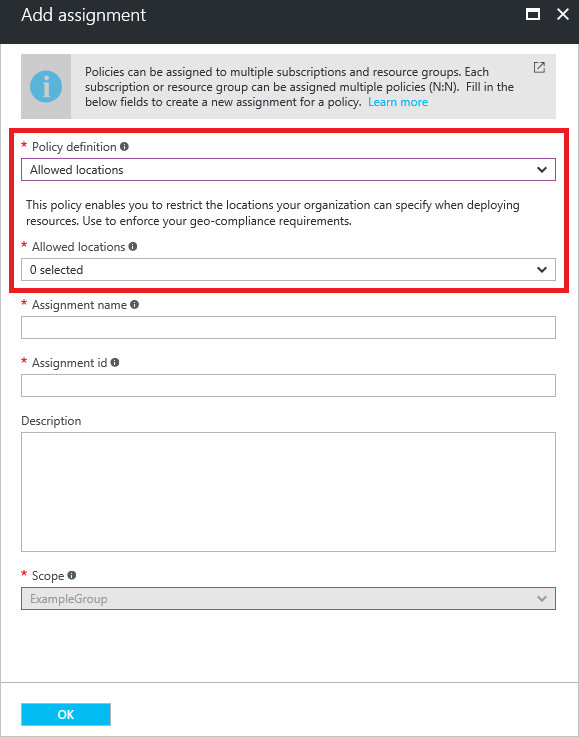 Add assignment
Policies can be assigned to multiple subscriptions and resource groups. Each
subscription or resource group can be assigned multiple policies (N:N). Fill in the
below fields to create a new assignment for a policy. Learn more
* Policy definition
Allowed locations
This policy enables you to restrict the locations your organization can specify when deploying
resources. Use to enforce your geo-compliance requirements.
* Allowed locations
0 selected
* Assignment name
* Assignment id
Description
* Scope
ExampleGroup
OK